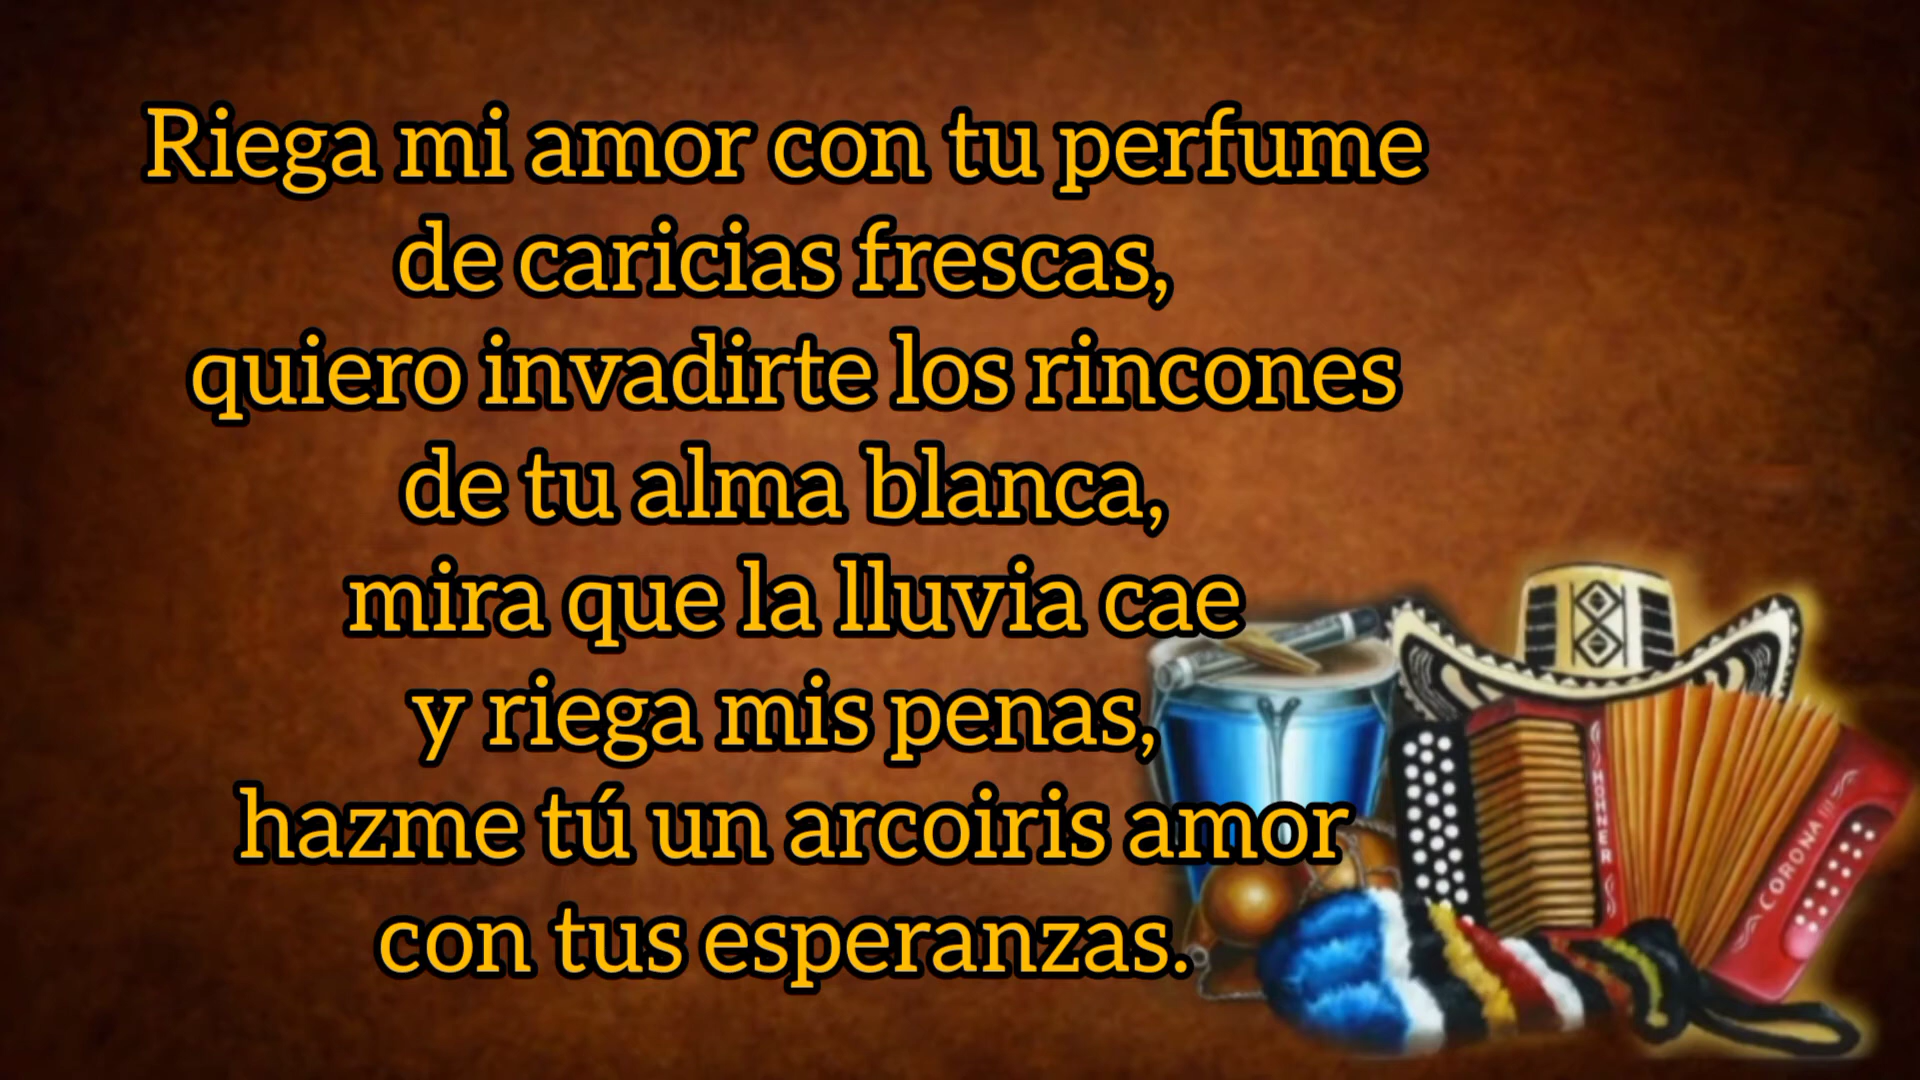 Riega mi amor con tu perfume
de caricias frescas,
quiero invadirte los rincones
de tu alma blanca,
mira que la lluvia cae
y riega mis penas,
hazme tú un arcoiris amor
con tus esperanzas.
HOHNER
CORONA III